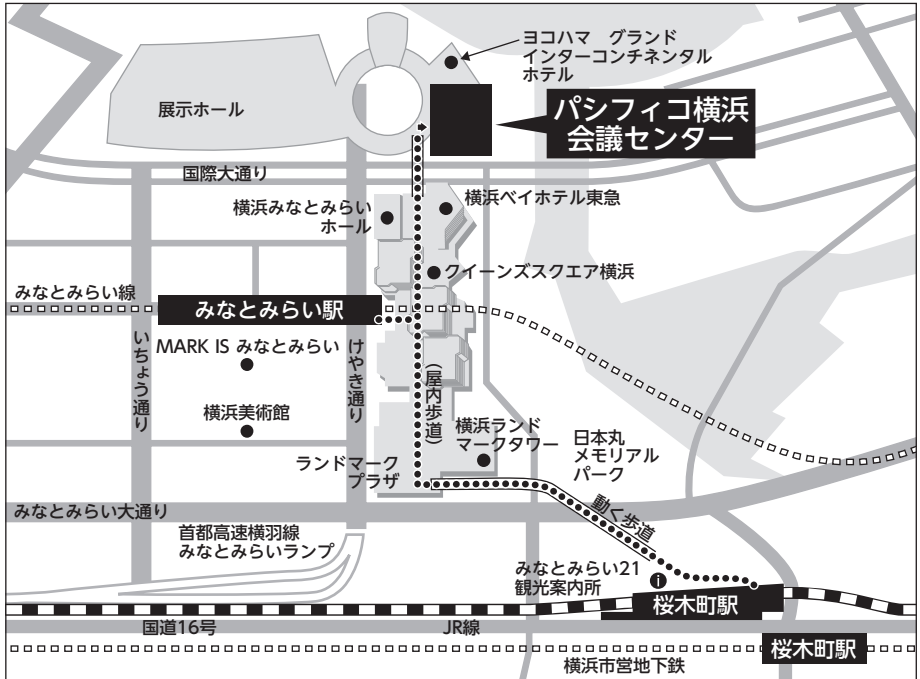 ヨコハマ グランド
インターコンチネンタル
ホテル
展示ホール
パシフィコ横浜
会議センター
国際大通り
横浜みなとみらい
ホール
横浜ベイホテル東急
クイーンズスクエア横浜
みなとみらい線
みなとみらい駅
いちょう通り
MARK IS みなとみらい
けやき通り
（屋内歩道）
横浜美術館
横浜ランド
マークタワー
日本丸
メモリアル
パーク
ランドマーク
プラザ
みなとみらい大通り
動く歩道
首都高速横羽線
みなとみらいランプ
みなとみらい21
観光案内所
i
桜木町駅
国道16号
JR線
桜木町駅
横浜市営地下鉄